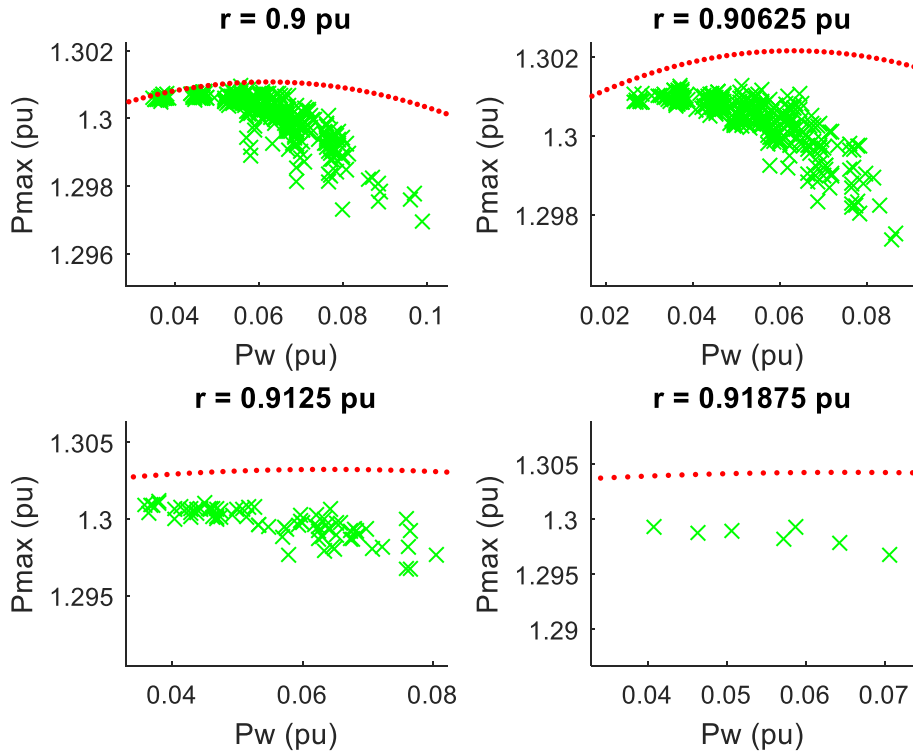 r = 0.9 pu
1.302
1.3
1.298
1.296
Pmax (pu)
0.04 0.06 0.08 0.1
Pw (pu)
r = 0.90625 pu
1.302
1.3
1.298
Pmax (pu)
0.02 0.04 0.06 0.08
Pw (pu)
r = 0.9125 pu
1.305
1.3
1.295
Pmax (pu)
0.04 0.06 0.08
Pw (pu)
r = 0.91875 pu
1.305
1.3
1.295
1.29
Pmax (pu)
0.04 0.05 0.06 0.07
Pw (pu)